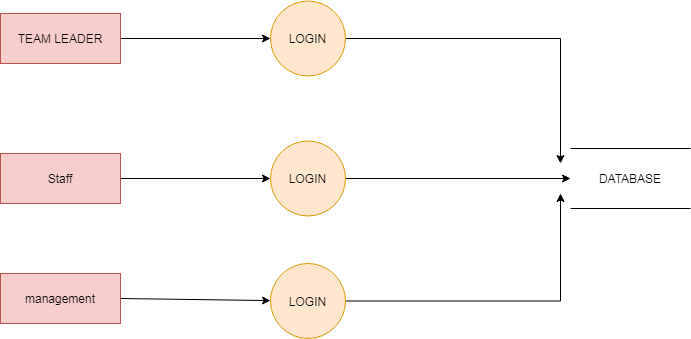 TEAM LEADER
LOGIN
Staff
LOGIN
DATABASE
management
LOGIN